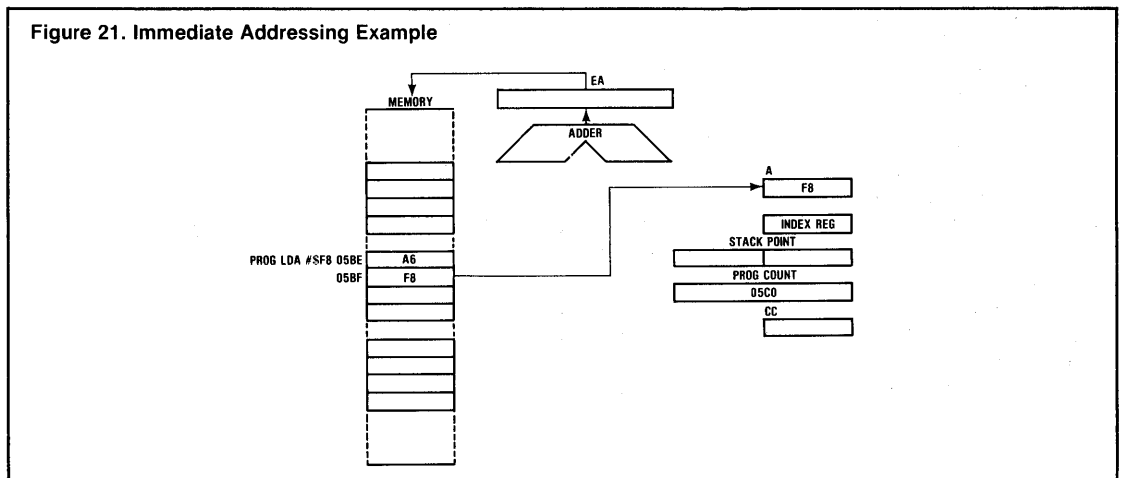 Figure 21. Immediate Addressing Example
EA
MEMORY
ADDER
A
F8
INDEX REG
STACK POINT
PROG LDA #$F8 05BE A6
05BF F8
PROG COUNT
05C0
CC